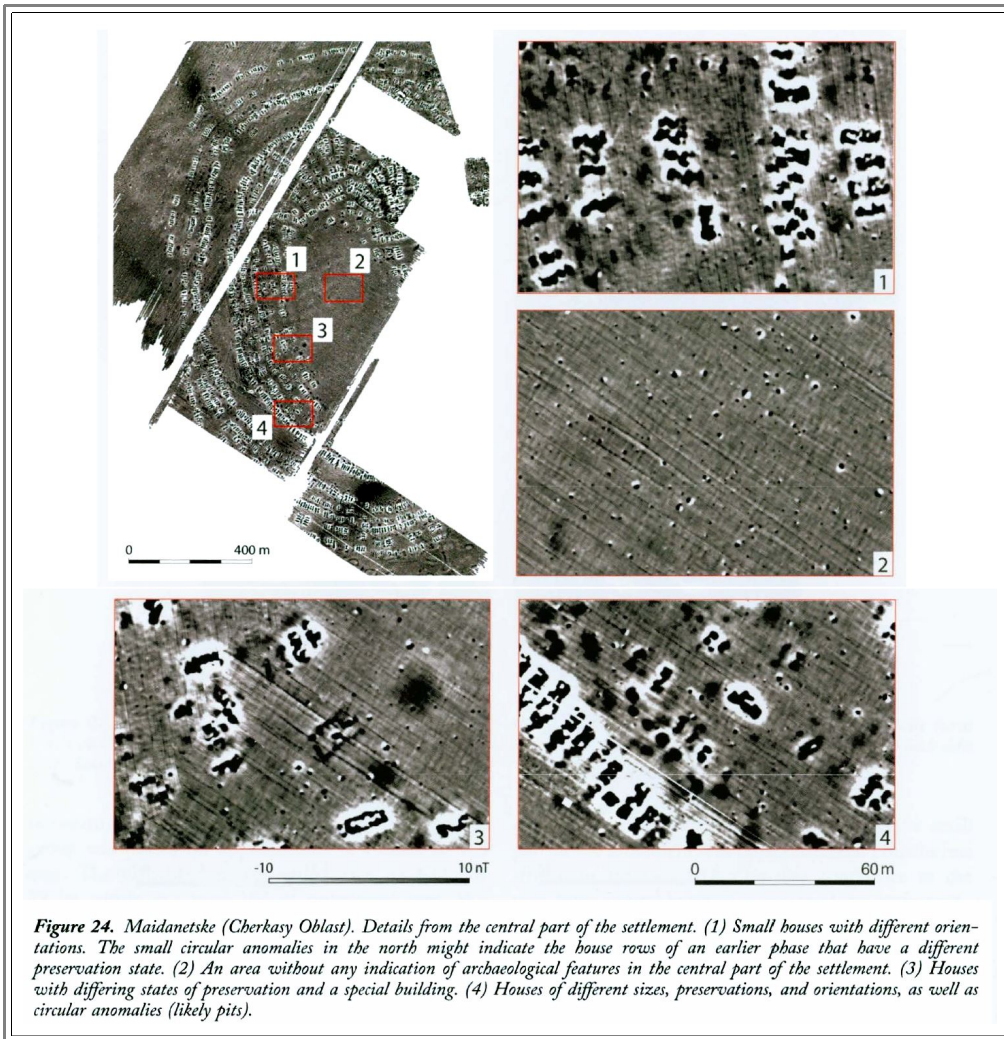 1
2
3
4
0
400 m
1
2
3
4
-10
10 nT
0
60 m
Figure 24. Maidanetske (Cherkasy Oblast). Details from the central part of the settlement. (1) Small houses with different orien-
tations. The small circular anomalies in the north might indicate the house rows of an earlier phase that have a different
preservation state. (2) An area without any indication of archaeological features in the central part of the settlement. (3) Houses
with differing states of preservation and a special building. (4) Houses of different sizes, preservations, and orientations, as well as
circular anomalies (likely pits).